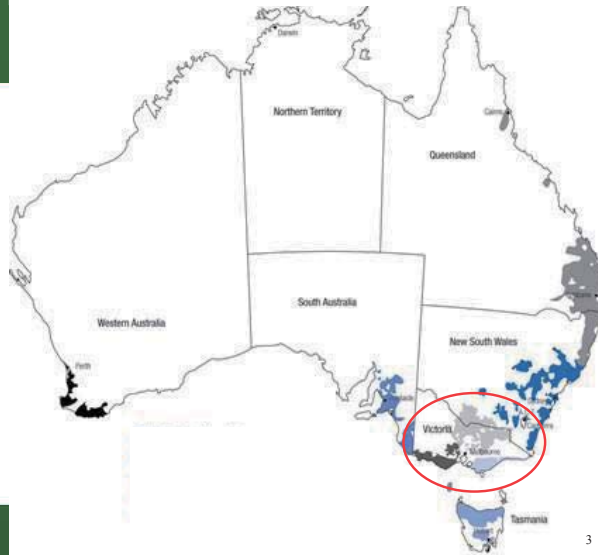 Darwin
Northern Territory
Cairns
Queensland
South Australia
Western Australia
New South Wales
Perth
Victoria
Melbourne
Tasmania
3